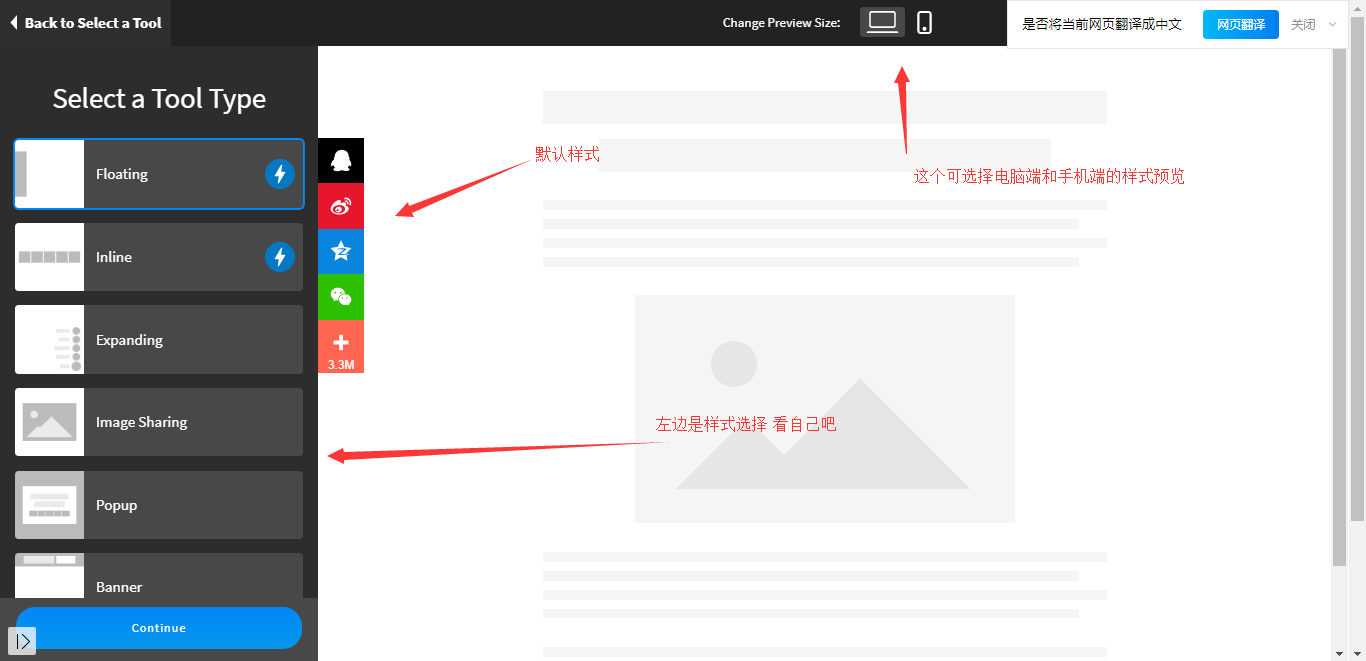 Back to Select a Tool
Change Preview Size:
是否将当前网页翻译成中文
网页翻译
关闭
Select a Tool Type
Floating
Inline
Expanding
Image Sharing
Popup
Banner
Continue
3.3M
默认样式
这个可选择电脑端和手机端的样式预览
左边是样式选择 看自己吧